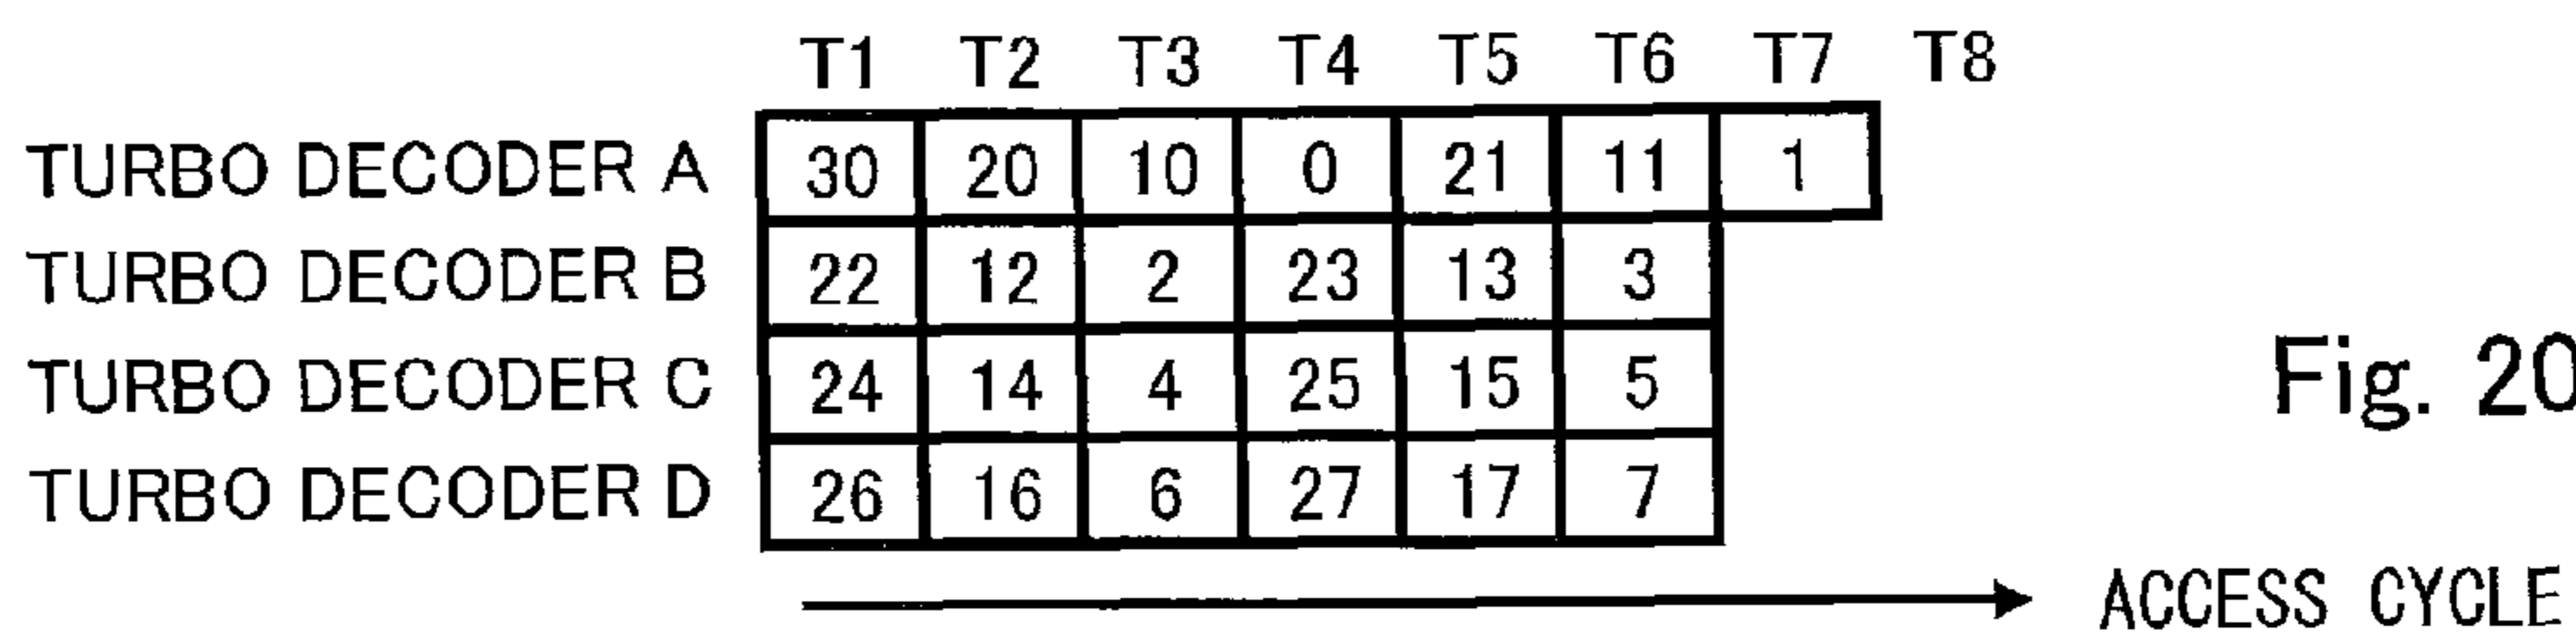 T1 T2 T3 T4 T5 T6 T7 T8
TURBO DECODER A 30 20 10 0 21 11 1
TURBO DECODER B 22 12 2 23 13 3
TURBO DECODER C 24 14 4 25 15 5
TURBO DECODER D 26 16 6 27 17 7
Fig. 20
ACCESS CYCLE